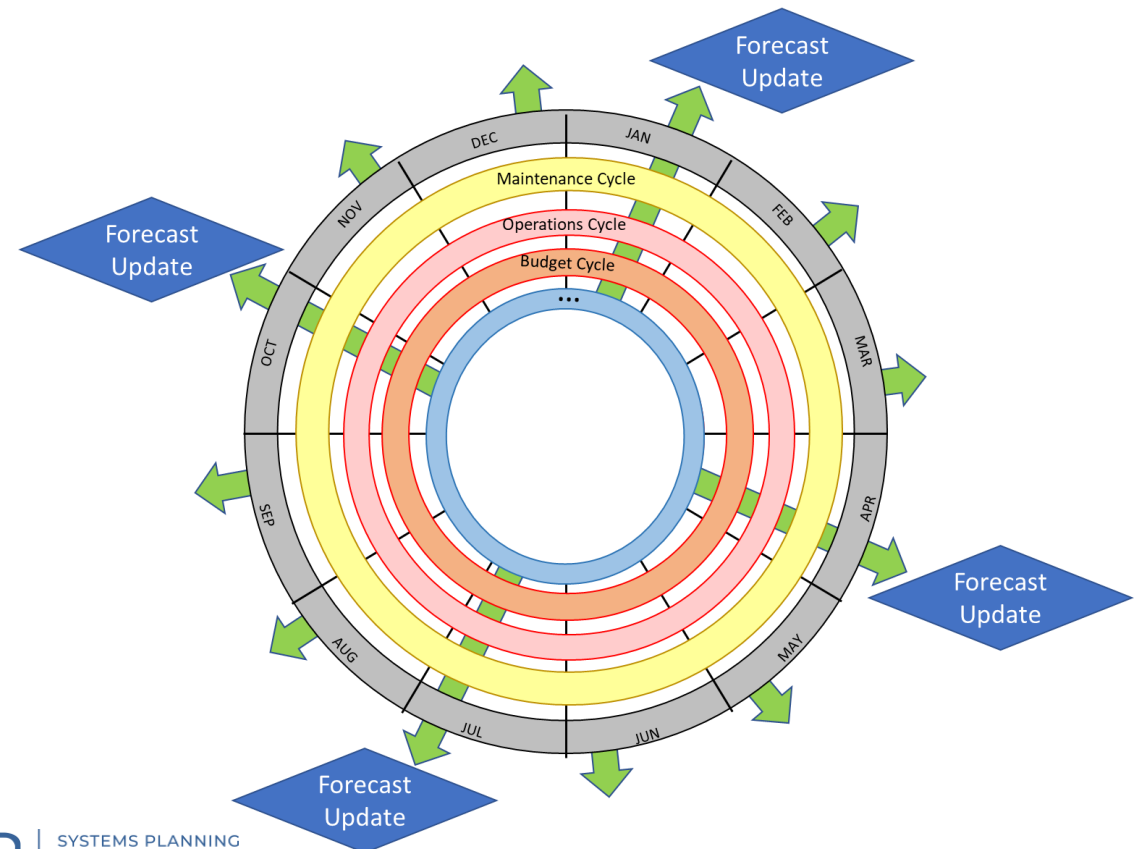 Forecast
Update
DEC
JAN
Maintenance Cycle
NOV
FEB
Operations Cycle
Forecast
Update
Budget Cycle
...
OCT
MAR
SEP
APR
Forecast
Update
AUG
MAY
JUL
JUN
Forecast
Update
SYSTEMS PLANNING